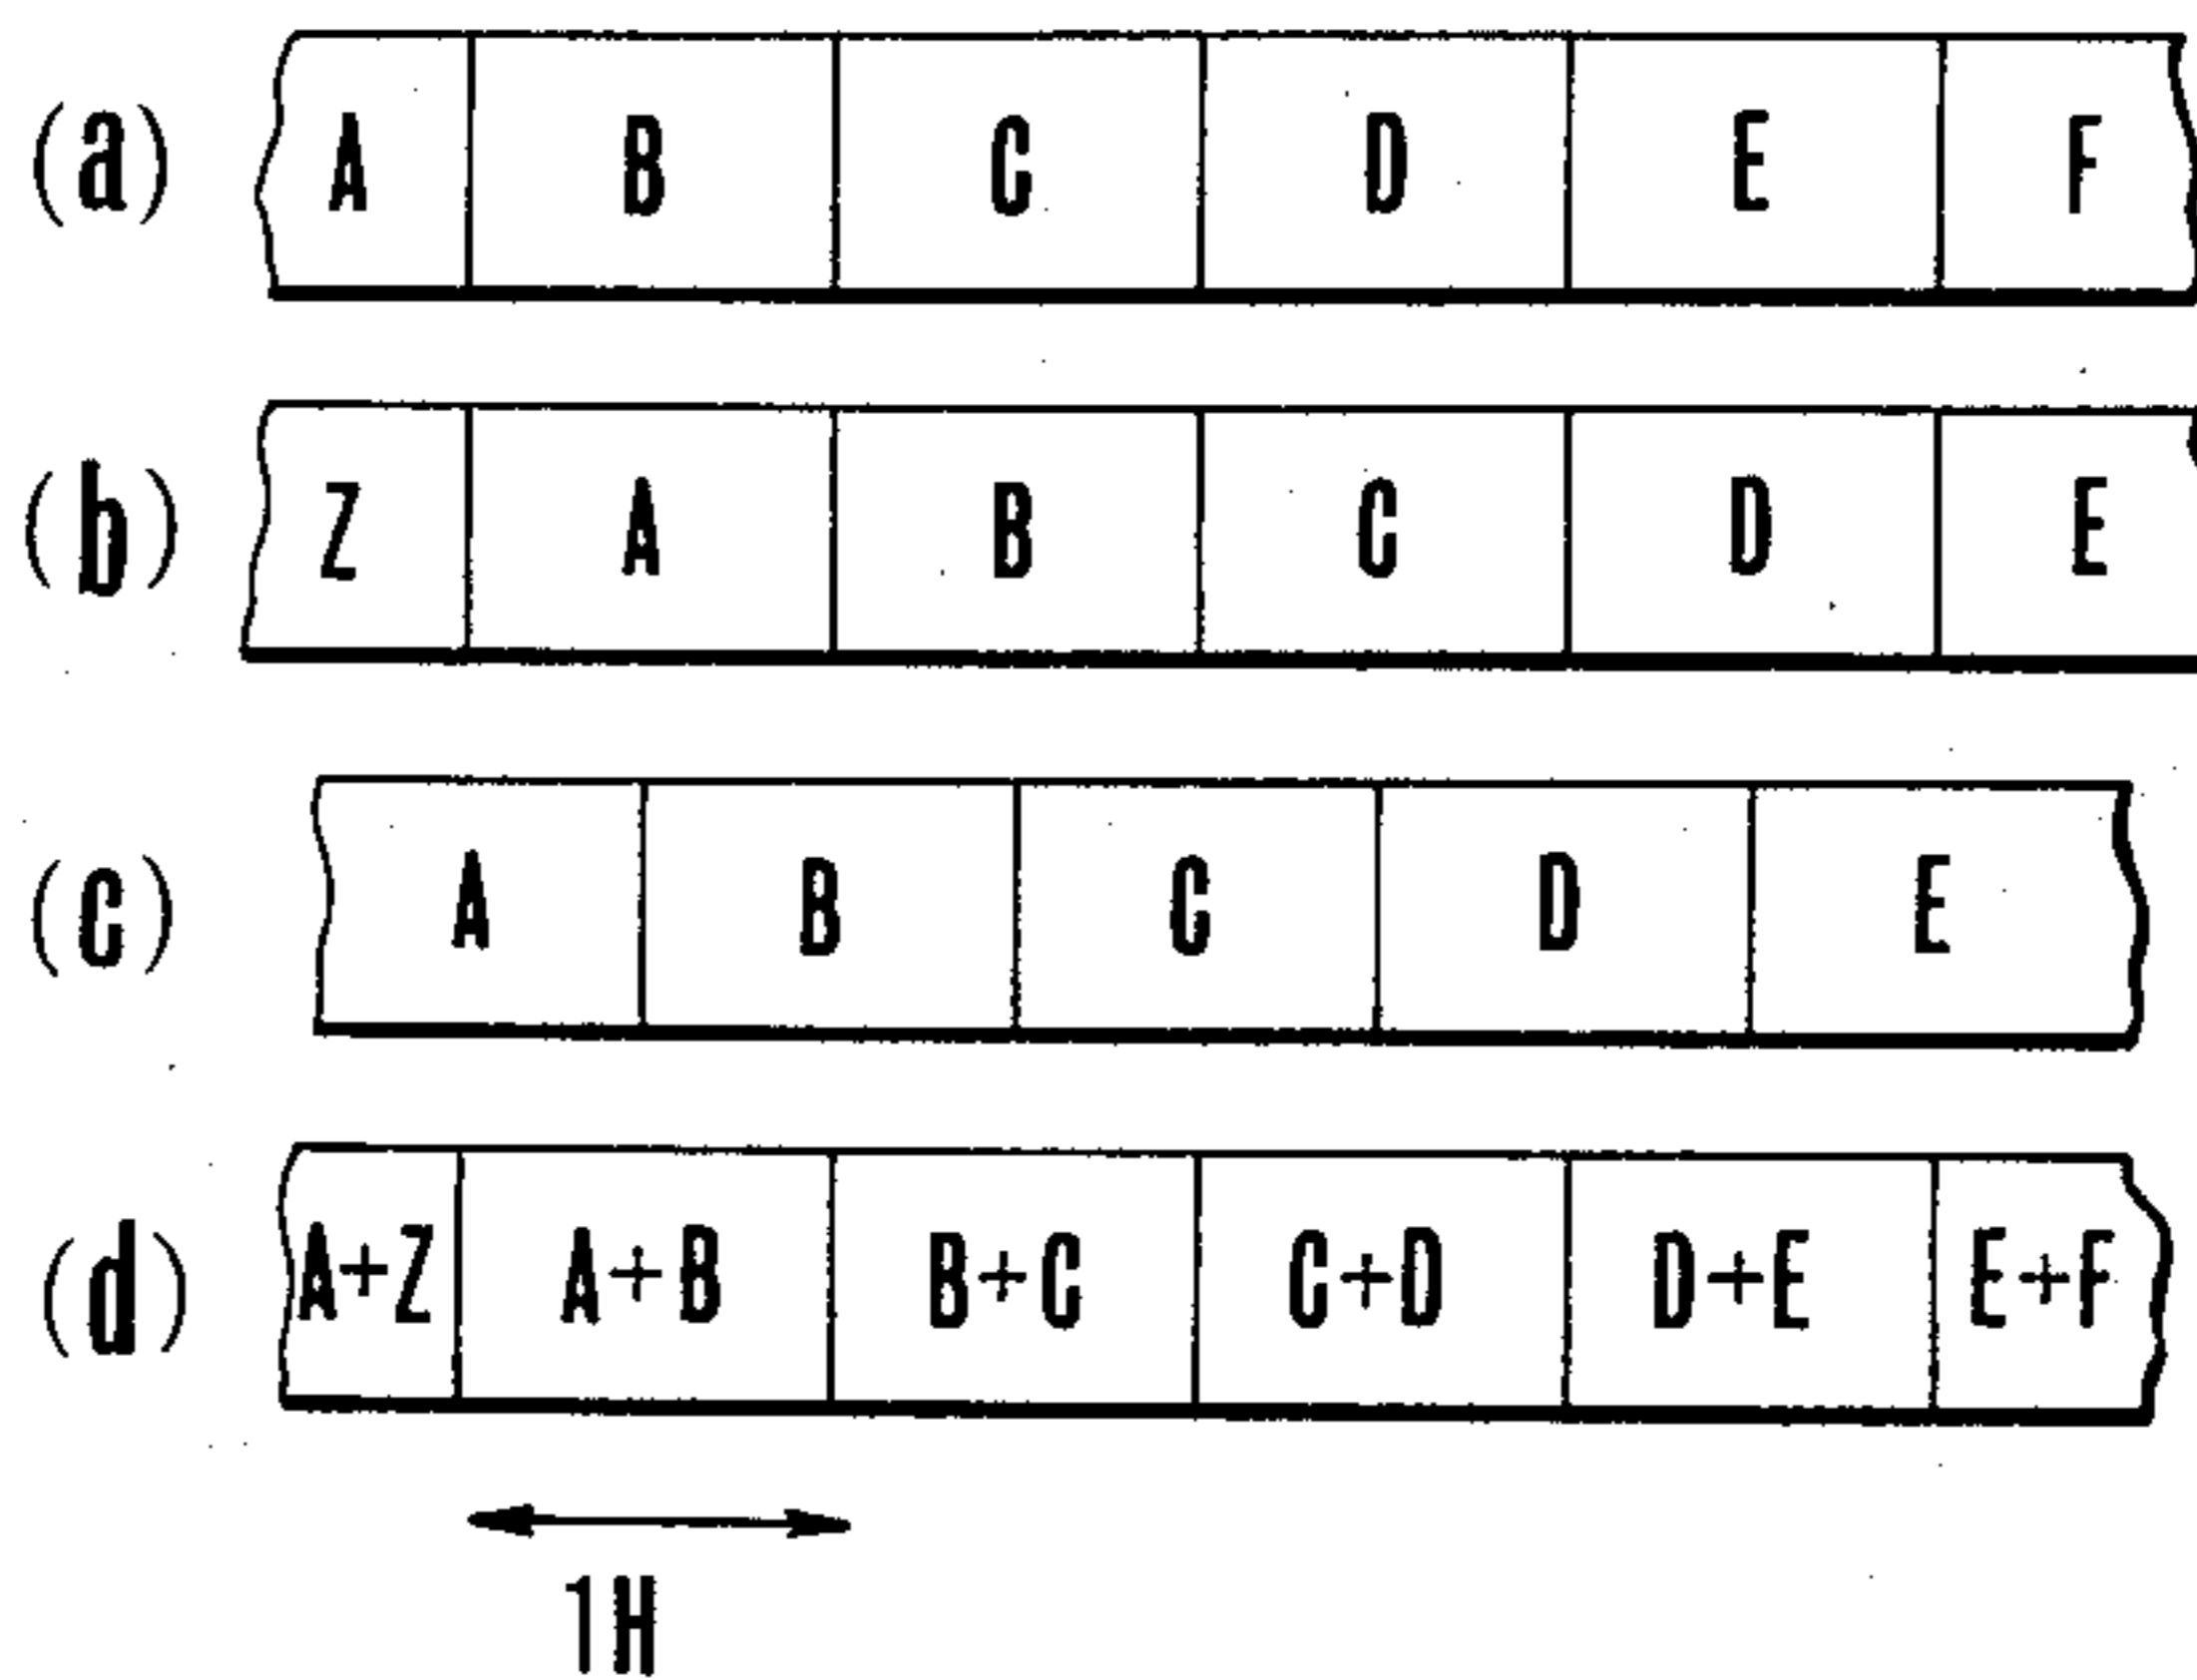 (a) A B C D E F
(b) Z A B C D E
(c) A B C D E
(d) A+Z A+B B+C C+D D+E E+F
1H